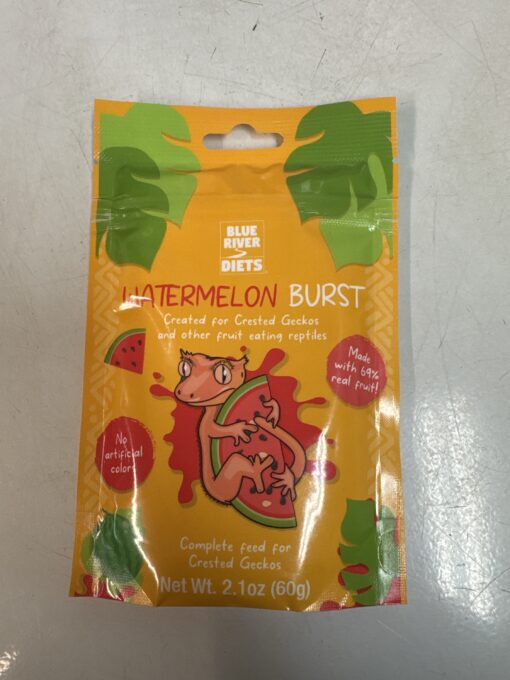 BLUE
RIVER
DIETS
WATERMELON BURST
Created for Crested Geckos
and other fruit eating reptiles
Made
with 69%
real fruit!
No
artificial
colors
Complete feed for
Crested Geckos
Net Wt. 2.1oz (60g)